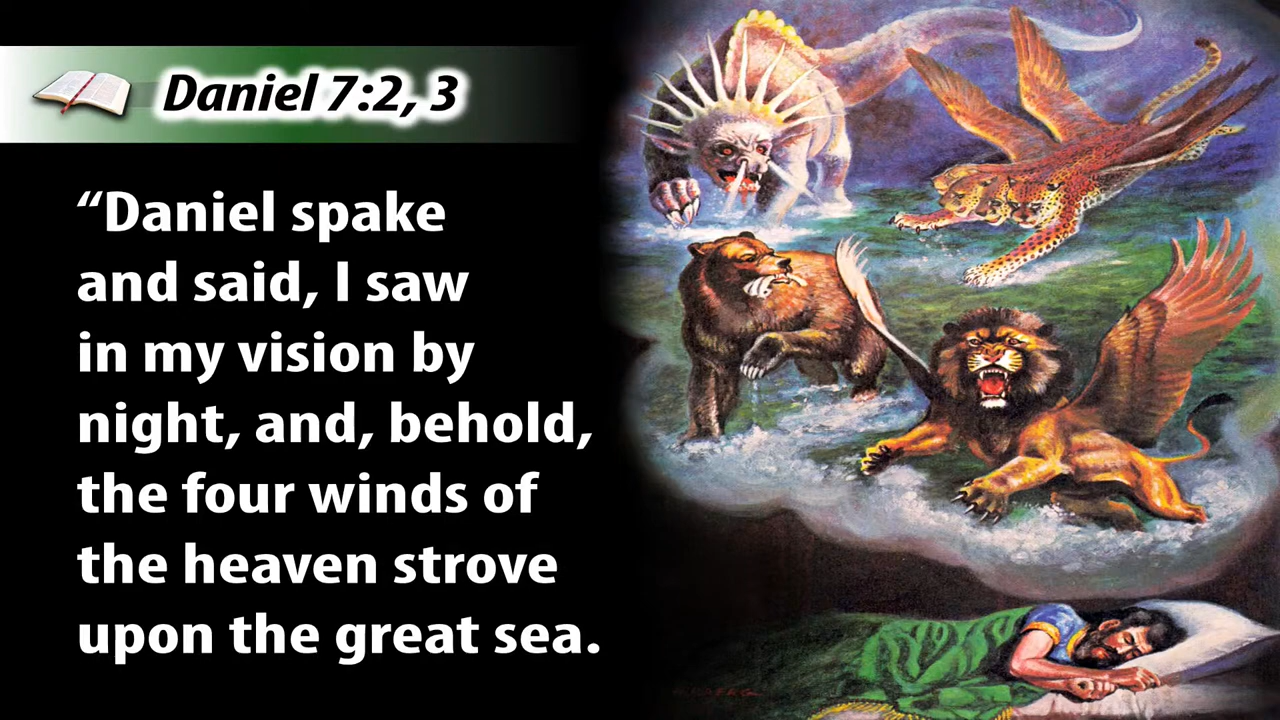 Daniel 7:2, 3
“Daniel spake
and said, I saw
in my vision by
night, and, behold,
the four winds of
the heaven strove
upon the great sea.